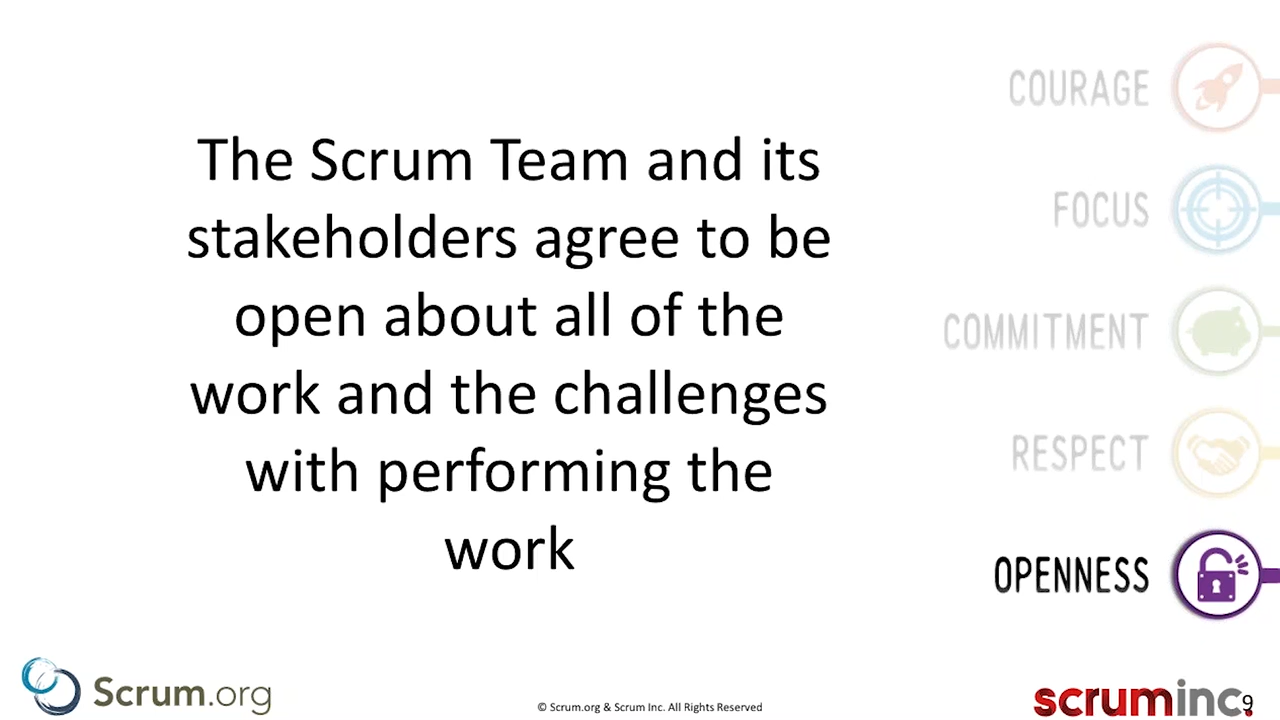 The Scrum Team and its
stakeholders agree to be
open about all of the
work and the challenges
with performing the
work
COURAGE
FOCUS
COMMITMENT
RESPECT
OPENNESS
Scrum.org
© Scrum.org & Scrum Inc. All Rights Reserved
scruminc.
9